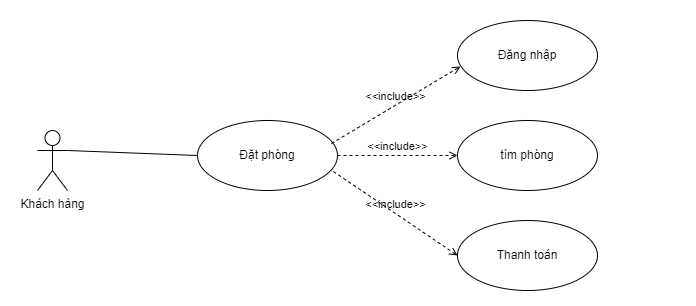 Đăng nhập
<<include>>
Đặt phòng
<<include>>
tìm phòng
Khách hàng
<<include>>
Thanh toán